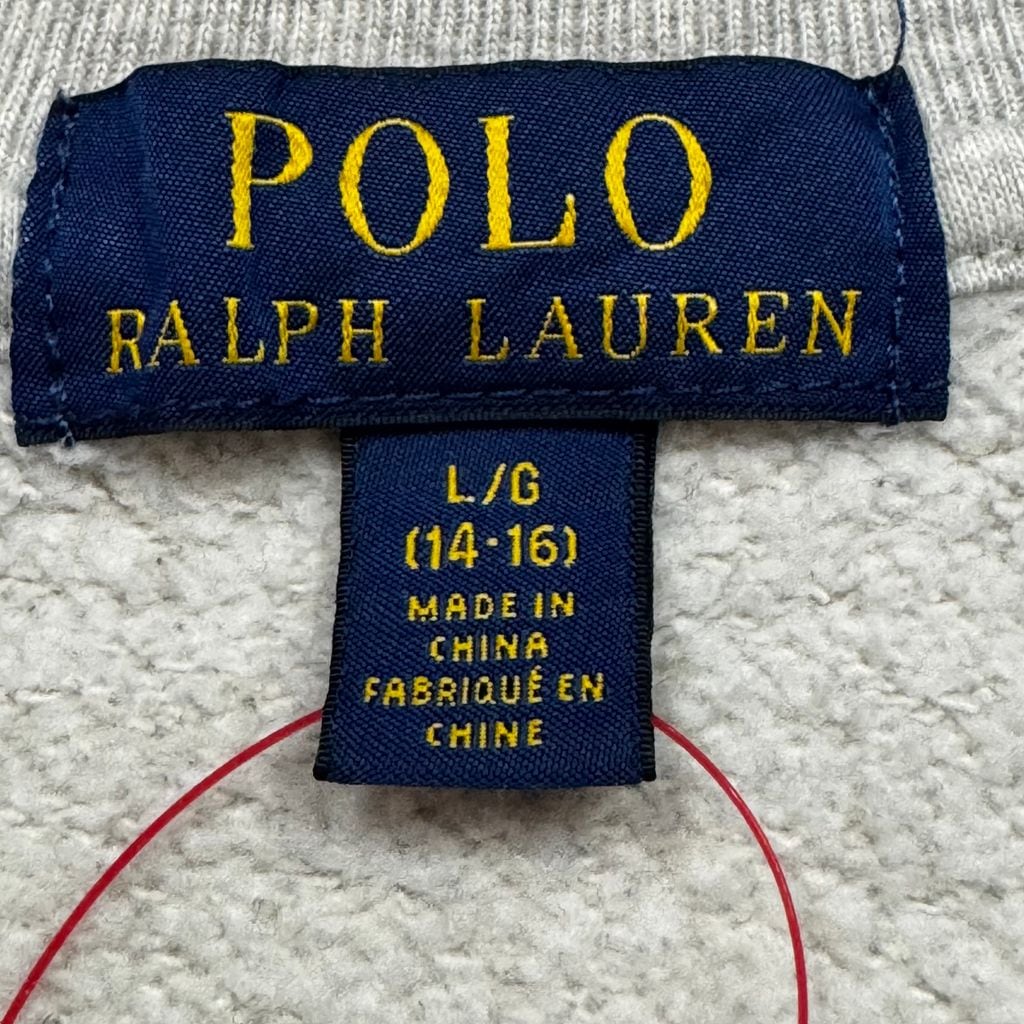 POLO
RALPH LAUREN
L/G
(14-16)
MADE IN
CHINA
FABRIQUÉ EN
CHINE